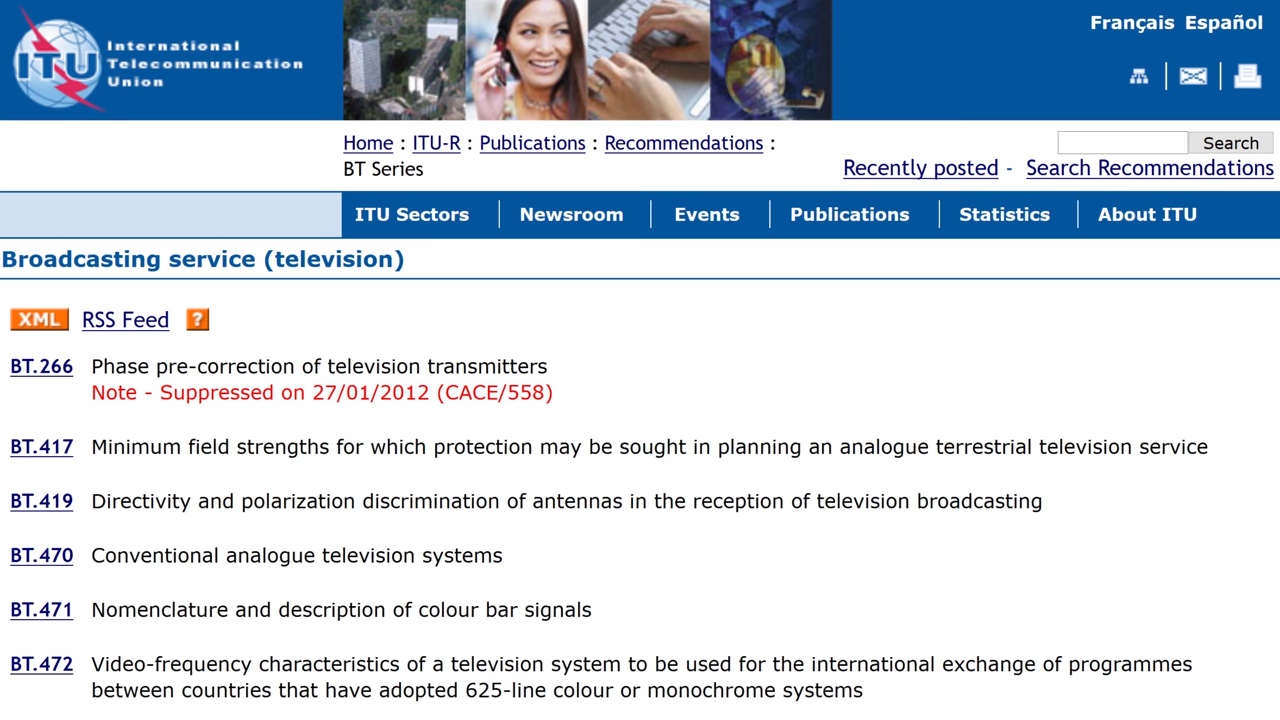 ITU
International
Telecommunication
Union
Français Español
Home : ITU-R : Publications : Recommendations :
BT Series
Search
Recently posted - Search Recommendations
ITU Sectors Newsroom Events Publications Statistics About ITU
Broadcasting service (television)
XML RSS Feed ?
BT.266 Phase pre-correction of television transmitters
Note - Suppressed on 27/01/2012 (CACE/558)
BT.417 Minimum field strengths for which protection may be sought in planning an analogue terrestrial television service
BT.419 Directivity and polarization discrimination of antennas in the reception of television broadcasting
BT.470 Conventional analogue television systems
BT.471 Nomenclature and description of colour bar signals
BT.472 Video-frequency characteristics of a television system to be used for the international exchange of programmes
between countries that have adopted 625-line colour or monochrome systems